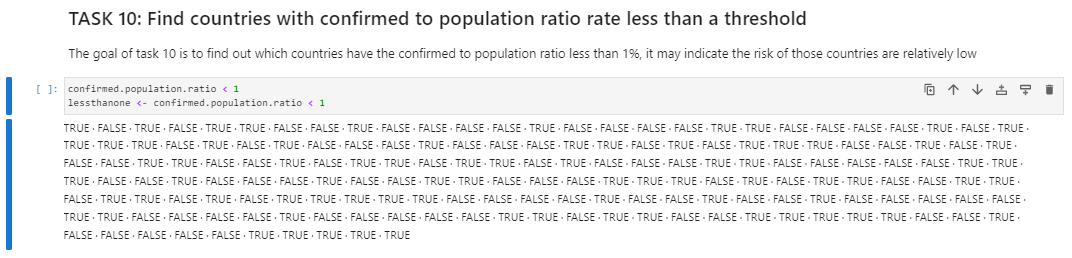 TASK 10: Find countries with confirmed to population ratio rate less than a threshold
The goal of task 10 is to find out which countries have the confirmed to population ratio less than 1%, it may indicate the risk of those countries are relatively low
[ ]: confirmed.population.ratio < 1
lessthanone <- confirmed.population.ratio < 1
TRUE · FALSE · TRUE · FALSE · TRUE · TRUE · FALSE · FALSE · TRUE · FALSE · FALSE · FALSE · FALSE · TRUE · FALSE · FALSE · FALSE · FALSE · TRUE · TRUE · FALSE · FALSE · FALSE · FALSE · TRUE · FALSE · TRUE ·
TRUE · TRUE · TRUE · FALSE · TRUE · FALSE · TRUE · FALSE · FALSE · FALSE · TRUE · FALSE · FALSE · FALSE · TRUE · TRUE · FALSE · TRUE · FALSE · TRUE · TRUE · FALSE · FALSE · TRUE · FALSE · TRUE ·
FALSE · FALSE · TRUE · TRUE · FALSE · FALSE · TRUE · FALSE · TRUE · FALSE · TRUE · TRUE · FALSE · TRUE · FALSE · FALSE · FALSE · TRUE · TRUE · FALSE · FALSE · FALSE · FALSE · FALSE · TRUE · TRUE ·
TRUE · FALSE · FALSE · TRUE · FALSE · FALSE · FALSE · TRUE · FALSE · FALSE · TRUE · TRUE · FALSE · FALSE · FALSE · TRUE · TRUE · TRUE · FALSE · TRUE · FALSE · TRUE · TRUE · FALSE · FALSE · TRUE · TRUE ·
FALSE · TRUE · TRUE · FALSE · TRUE · FALSE · TRUE · TRUE · TRUE · TRUE · TRUE · FALSE · FALSE · FALSE · FALSE · TRUE · FALSE · FALSE · TRUE · FALSE · TRUE · FALSE · FALSE · FALSE · FALSE · FALSE ·
TRUE · TRUE · FALSE · FALSE · FALSE · TRUE · FALSE · FALSE · FALSE · FALSE · FALSE · TRUE · TRUE · FALSE · TRUE · TRUE · FALSE · FALSE · TRUE · TRUE · TRUE · TRUE · TRUE · FALSE · FALSE · TRUE ·
FALSE · FALSE · FALSE · FALSE · FALSE · TRUE · TRUE · TRUE · TRUE · TRUE